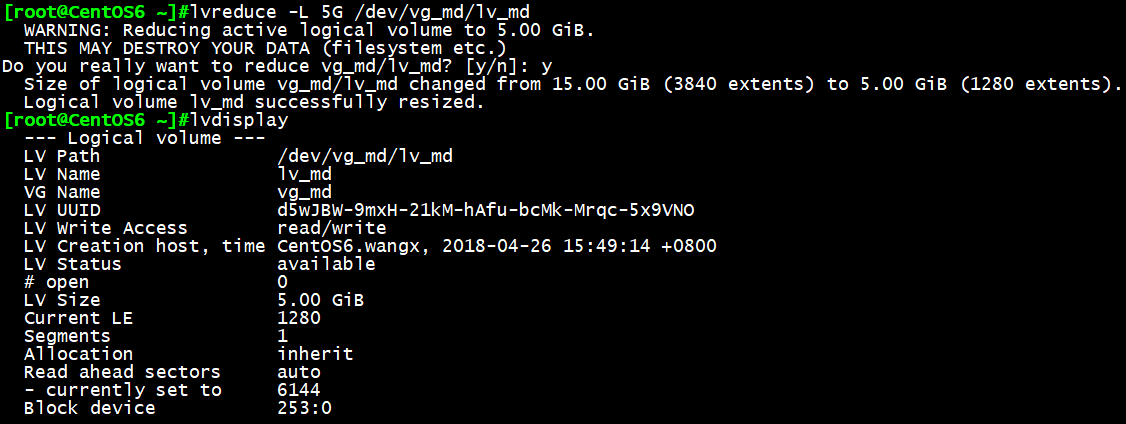 [root@CentOS6 ~]#lvreduce -L 5G /dev/vg_md/lv_md
WARNING: Reducing active logical volume to 5.00 GiB.
THIS MAY DESTROY YOUR DATA (filesystem etc.)
Do you really want to reduce vg_md/lv_md? [y/n]: y
Size of logical volume vg_md/lv_md changed from 15.00 GiB (3840 extents) to 5.00 GiB (1280 extents).
Logical volume lv_md successfully resized.
[root@CentOS6 ~]#lvdisplay
--- Logical volume ---
LV Path                /dev/vg_md/lv_md
LV Name                lv_md
VG Name                vg_md
LV UUID                d5wJBW-9mxH-21kM-hAfu-bcMk-Mrqc-5x9VNO
LV Write Access        read/write
LV Creation host, time CentOS6.wangx, 2018-04-26 15:49:14 +0800
LV Status              available
# open                 0
LV Size                5.00 GiB
Current LE             1280
Segments               1
Allocation             inherit
Read ahead sectors     auto
- currently set to     6144
Block device           253:0